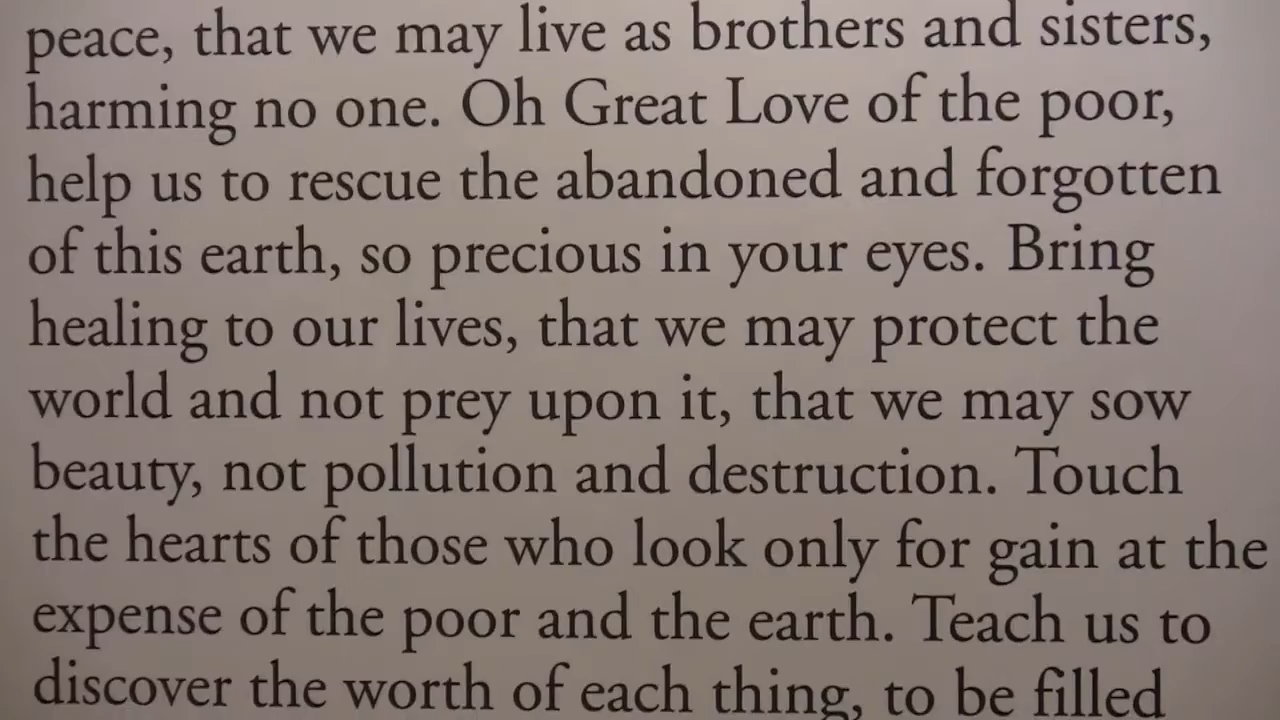 peace, that we may live as brothers and sisters,
harming no one. Oh Great Love of the poor,
help us to rescue the abandoned and forgotten
of this earth, so precious in your eyes. Bring
healing to our lives, that we may protect the
world and not prey upon it, that we may sow
beauty, not pollution and destruction. Touch
the hearts of those who look only for gain at the
expense of the poor and the earth. Teach us to
discover the worth of each thing, to be filled